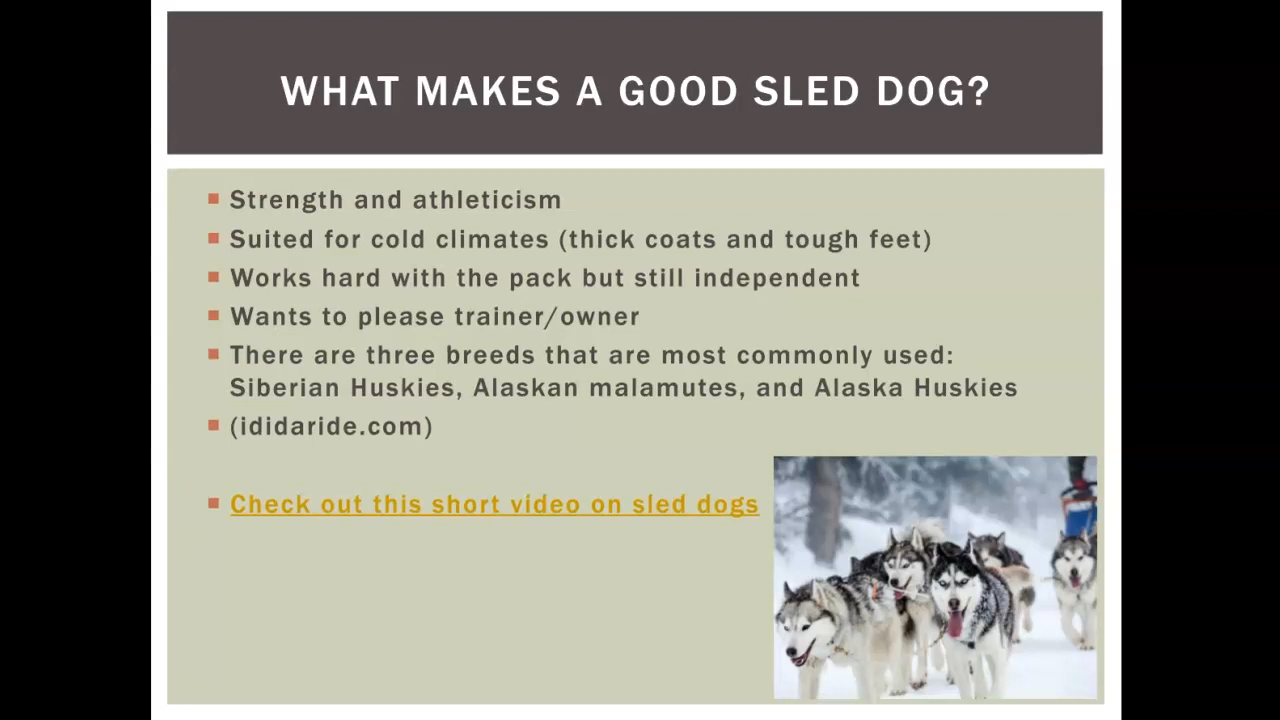 WHAT MAKES A GOOD SLED DOG?
Strength and athleticism
Suited for cold climates (thick coats and tough feet)
Works hard with the pack but still independent
Wants to please trainer/owner
There are three breeds that are most commonly used:
Siberian Huskies, Alaskan malamutes, and Alaska Huskies
(ididaride.com)
Check out this short video on sled dogs